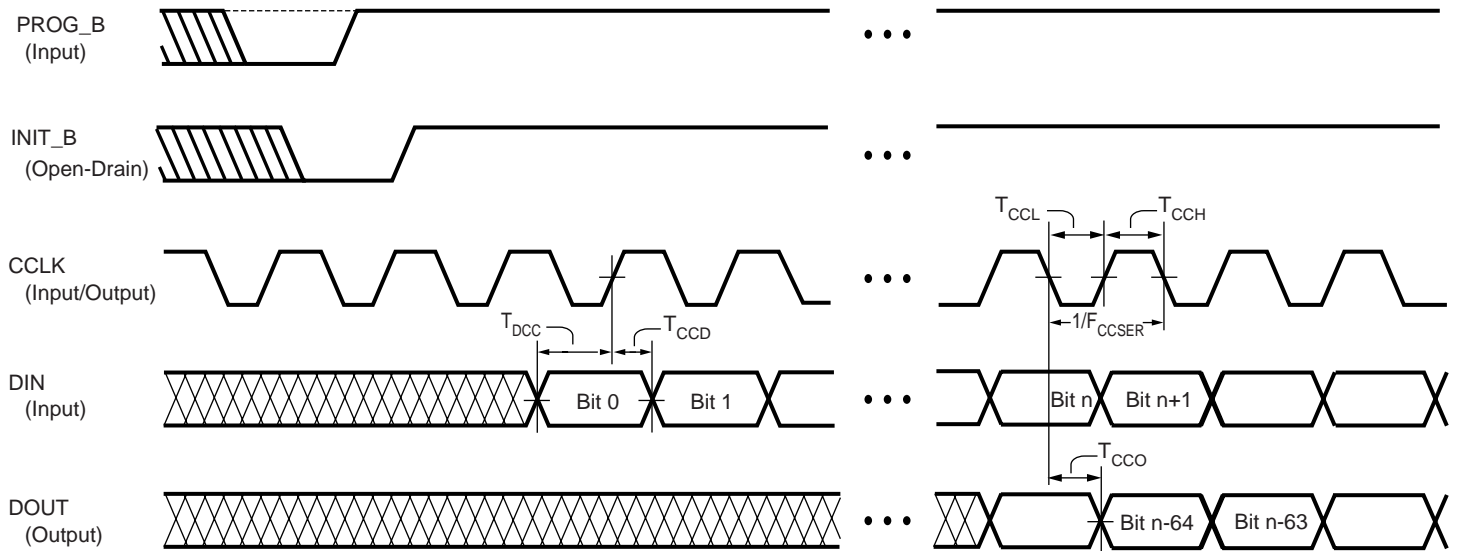 PROG_B
(Input)
INIT_B
(Open-Drain)
T_CCL
T_CCH
CCLK
(Input/Output)
1/F_CCSER
T_DCC
T_CCD
DIN
(Input)
Bit 0
Bit 1
Bit n
Bit n+1
T_CCO
DOUT
(Output)
Bit n-64
Bit n-63